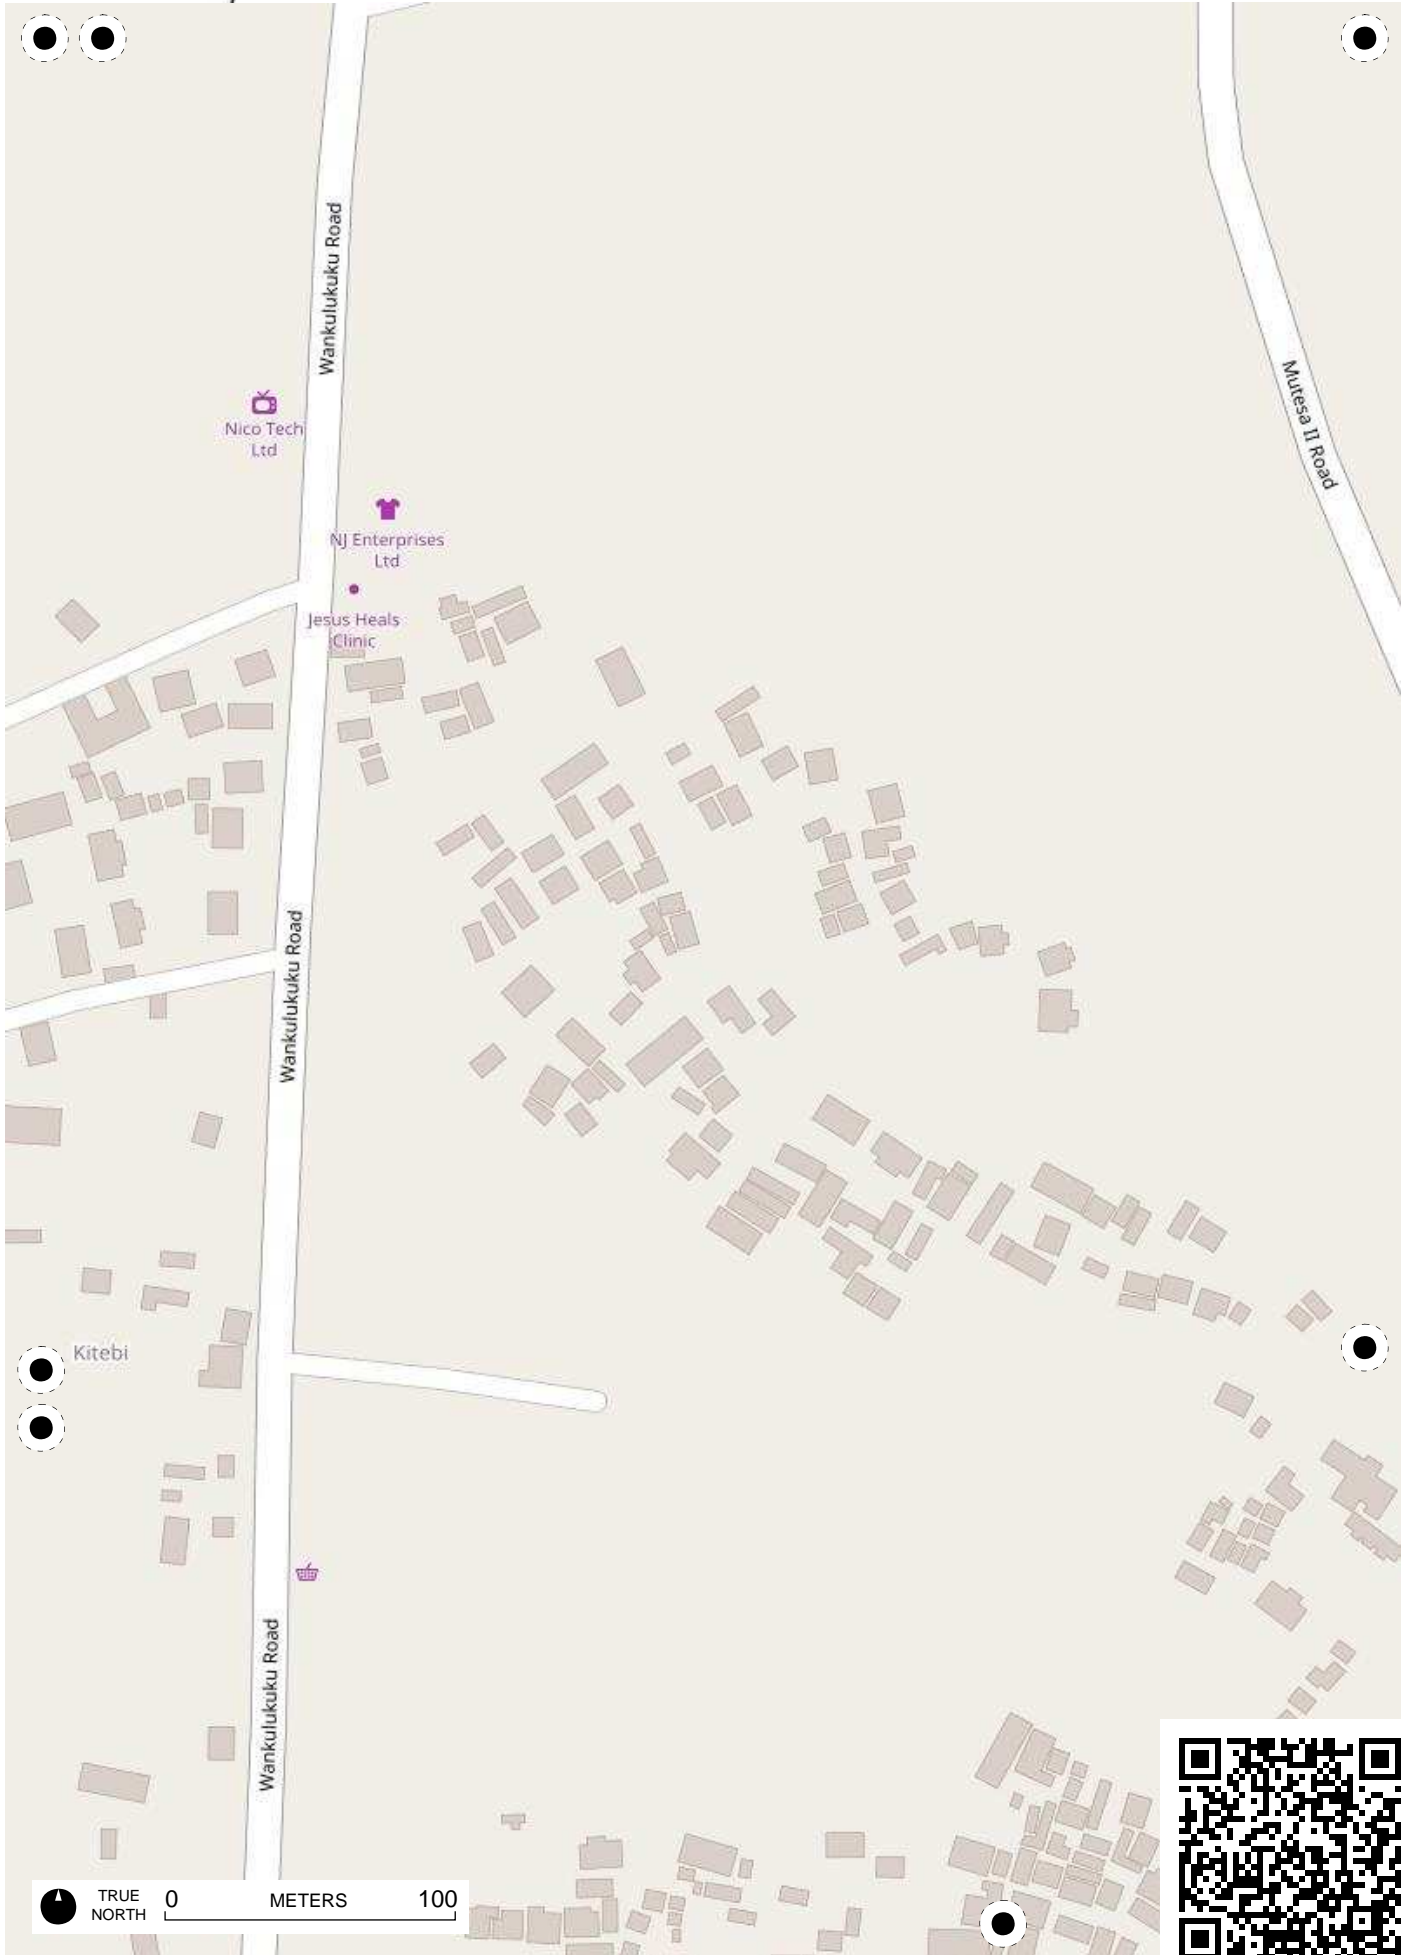 Wankulukuku Road
Mutesa II Road
Nico Tech
Ltd
NJ Enterprises
Ltd
Jesus Heals
Clinic
Wankulukuku Road
Kitebi
Wankulukuku Road
TRUE
NORTH
0 METERS 100